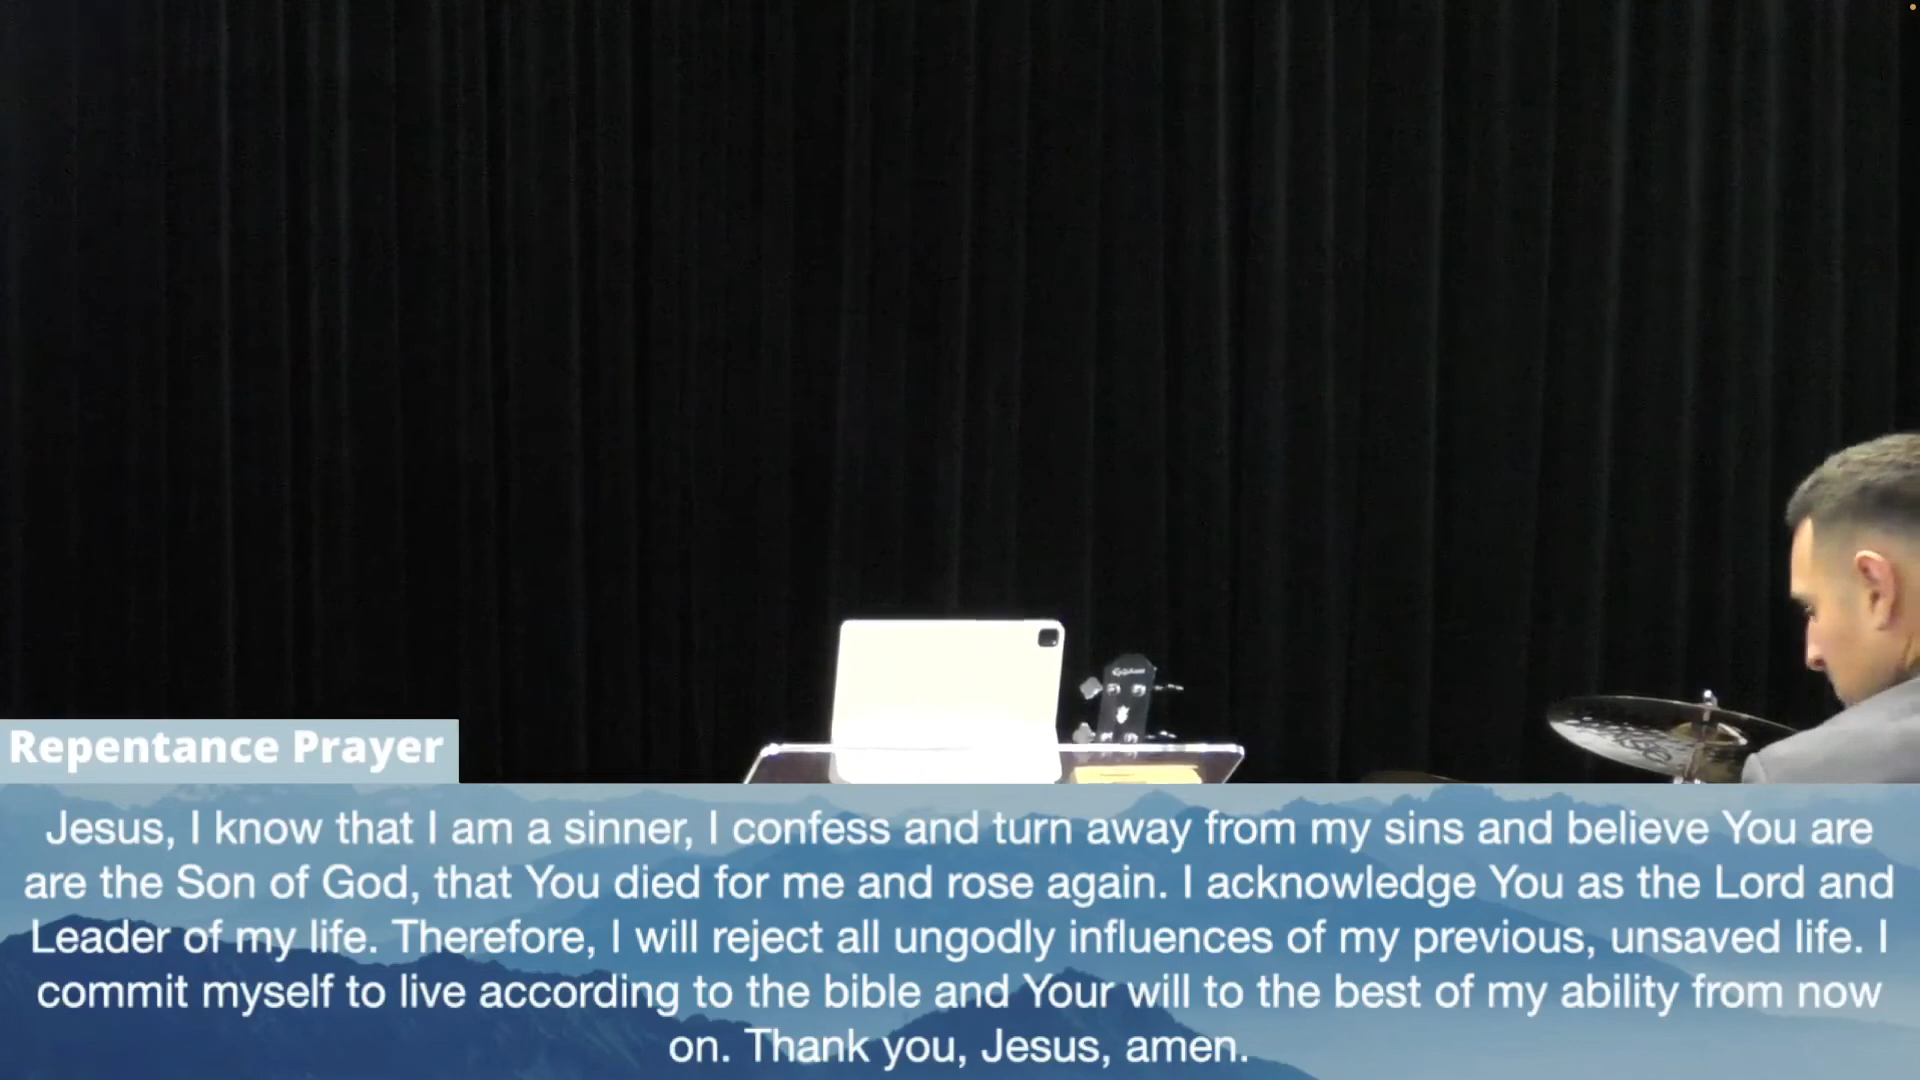 Repentance Prayer
Jesus, I know that I am a sinner, I confess and turn away from my sins and believe You are
are the Son of God, that You died for me and rose again. I acknowledge You as the Lord and
Leader of my life. Therefore, I will reject all ungodly influences of my previous, unsaved life. I
commit myself to live according to the bible and Your will to the best of my ability from now
on. Thank you, Jesus, amen.